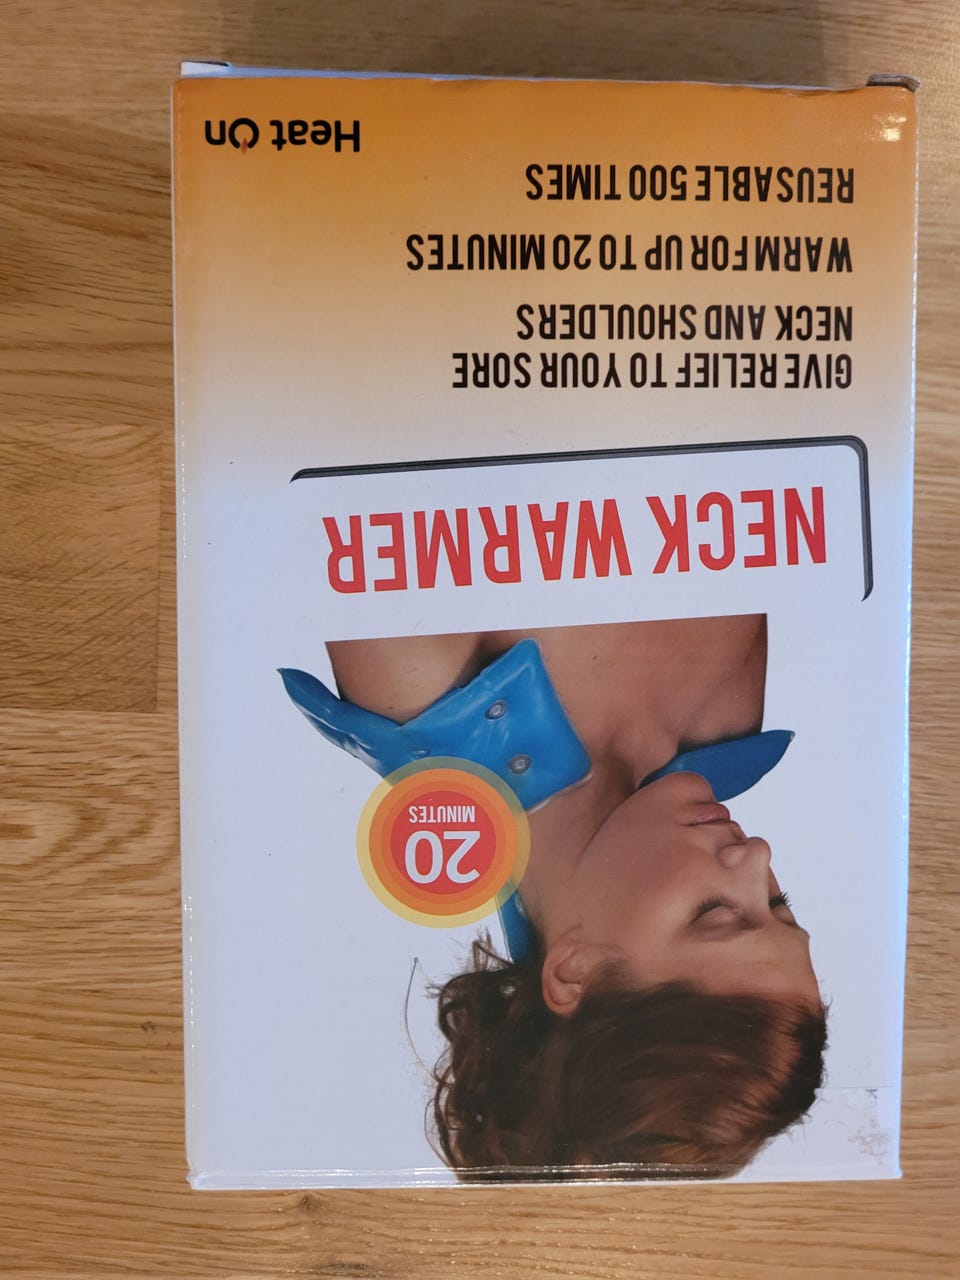 20
MINUTES
NECK WARMER
GIVE RELIEF TO YOUR SORE
NECK AND SHOULDERS
WARM FOR UP TO 20 MINUTES
REUSABLE 500 TIMES
Heat On